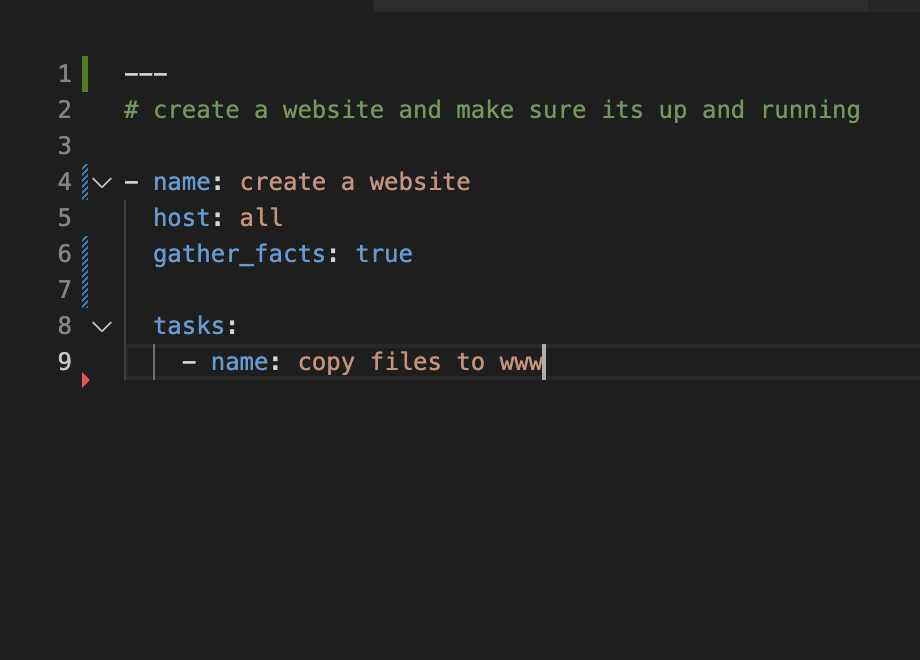 1 ---
2 # create a website and make sure its up and running
3
4 - name: create a website
5 host: all
6 gather_facts: true
7
8 tasks:
9 - name: copy files to www